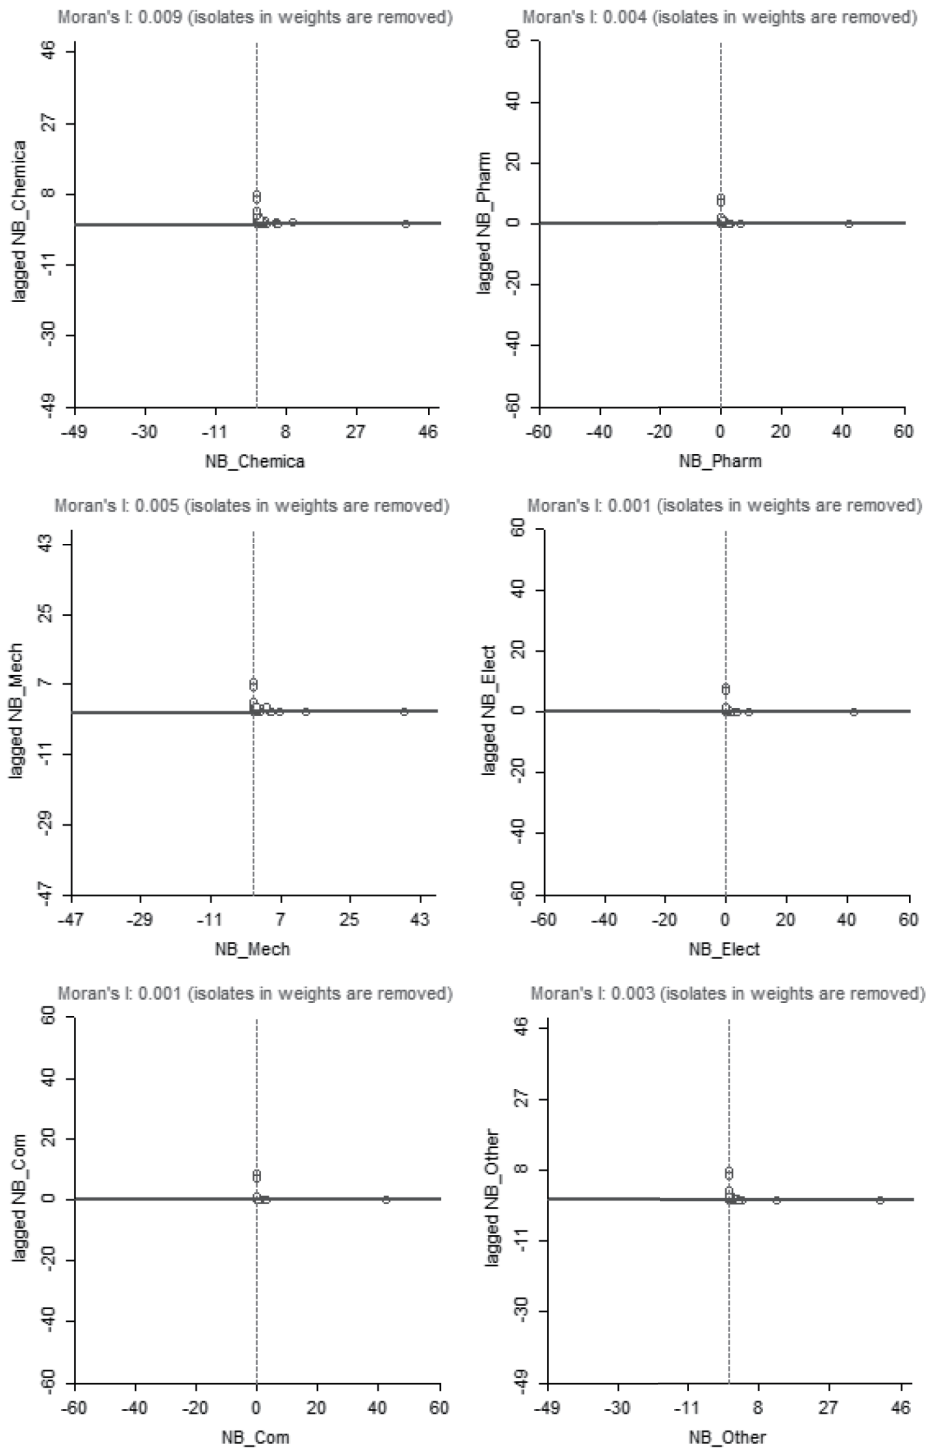 Moran's I: 0.009 (isolates in weights are removed)
46
27
8
-11
-30
-49
lagged NB_Chemica
-49 -30 -11 8 27 46
NB_Chemica
Moran's I: 0.004 (isolates in weights are removed)
60
40
20
0
-20
-40
-60
lagged NB_Pharm
-60 -40 -20 0 20 40 60
NB_Pharm
Moran's I: 0.005 (isolates in weights are removed)
43
25
7
-11
-29
-47
lagged NB_Mech
-47 -29 -11 7 25 43
NB_Mech
Moran's I: 0.001 (isolates in weights are removed)
60
40
20
0
-20
-40
-60
lagged NB_Elect
-60 -40 -20 0 20 40 60
NB_Elect
Moran's I: 0.001 (isolates in weights are removed)
60
40
20
0
-20
-40
-60
lagged NB_Com
-60 -40 -20 0 20 40 60
NB_Com
Moran's I: 0.003 (isolates in weights are removed)
46
27
8
-11
-30
-49
lagged NB_Other
-49 -30 -11 8 27 46
NB_Other